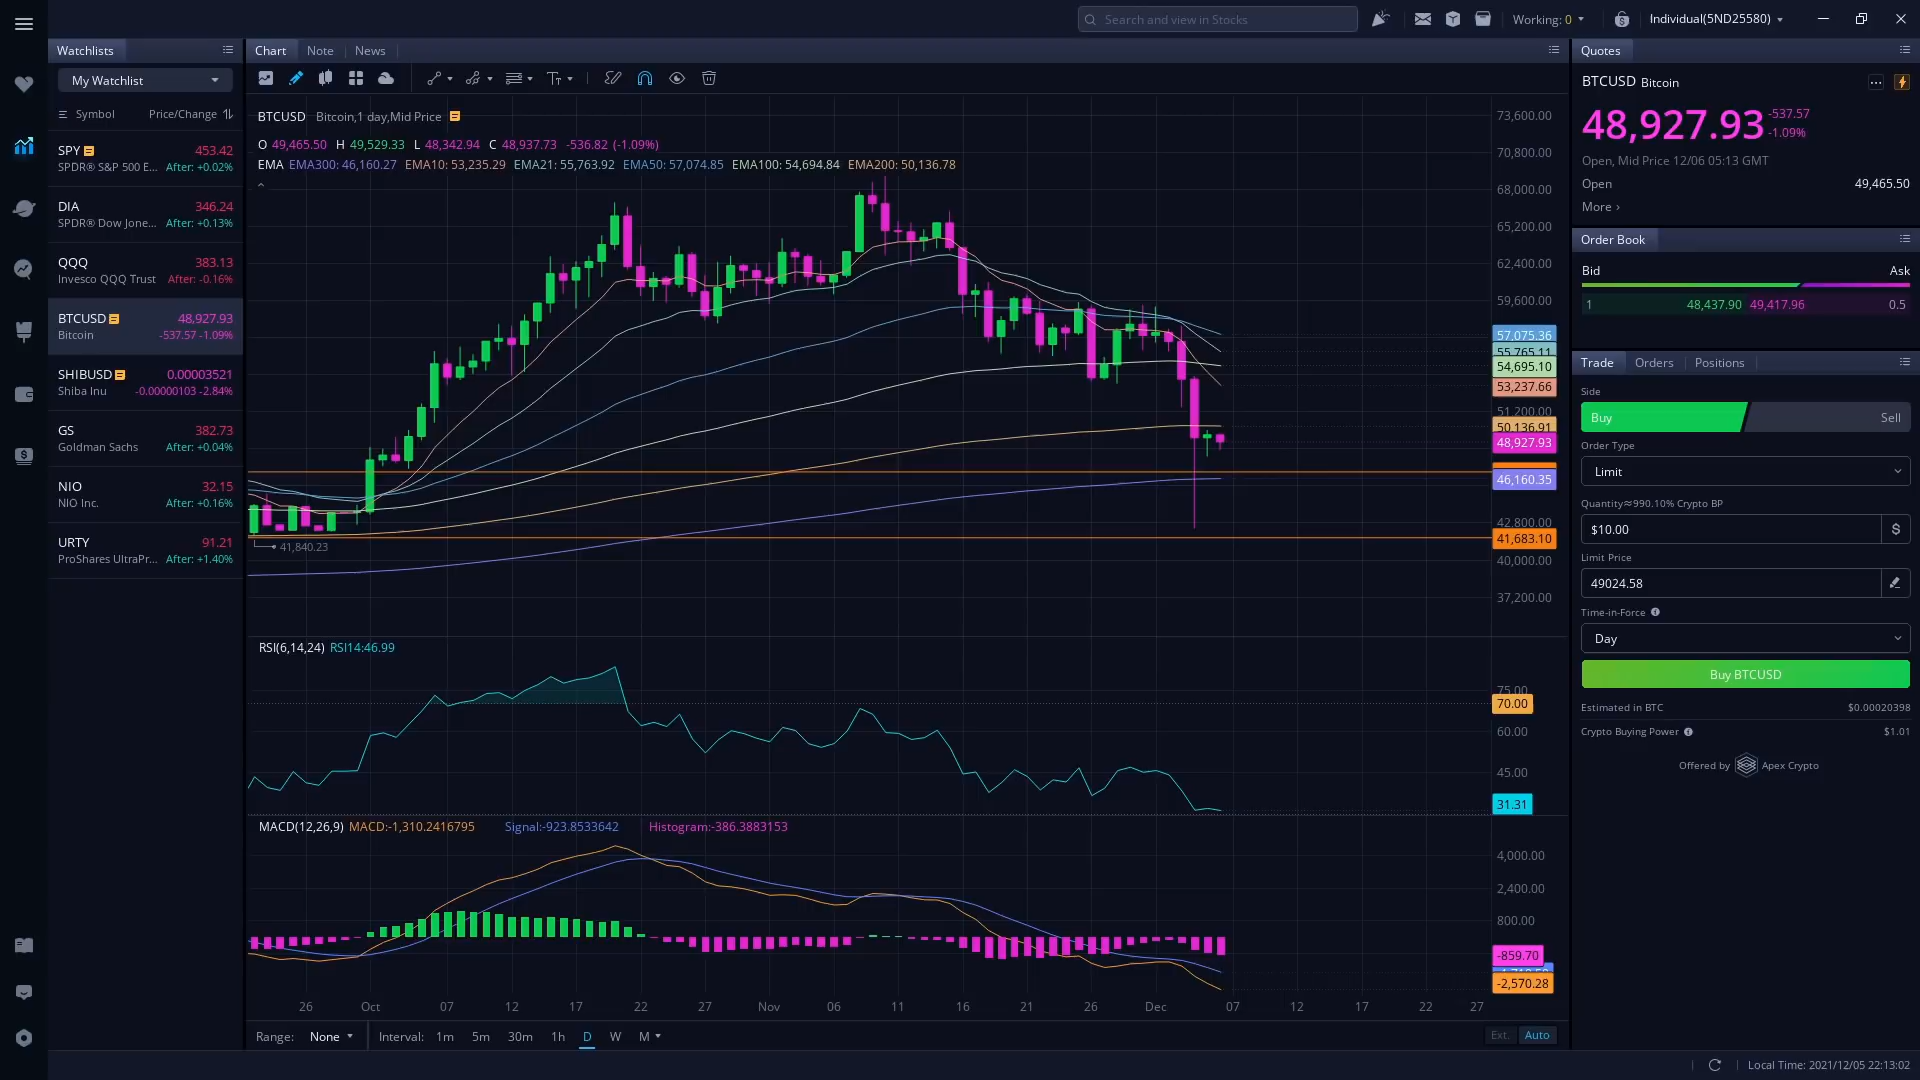 Search and view in Stocks
Working: 0
Individual(5ND25580)
Watchlists
My Watchlist
Symbol Price/Change
SPY 453.42
SPDR® S&P 500 E... After: +0.02%
DIA 346.24
SPDR® Dow Jone... After: +0.13%
QQQ 383.13
Invesco QQQ Trust After: -0.16%
BTCUSD 48,927.93
Bitcoin -537.57 -1.09%
SHIBUSD 0.00003521
Shiba Inu -0.00000103 -2.84%
GS 382.73
Goldman Sachs After: +0.04%
NIO 32.15
NIO Inc. After: +0.16%
URTY 91.21
ProShares UltraPr... After: +1.40%
Chart Note News
BTCUSD Bitcoin,1 day,Mid Price
O 49,465.50 H 49,529.33 L 48,342.94 C 48,937.73 -536.82 (-1.09%)
EMA EMA300: 46,160.27 EMA10: 53,235.29 EMA21: 55,763.92 EMA50: 57,074.85 EMA100: 54,694.84 EMA200: 50,136.78
41,840.23
73,600.00
70,800.00
68,000.00
65,200.00
62,400.00
59,600.00
57,075.36
55,765.11
54,695.10
53,237.66
51,200.00
50,136.91
48,927.93
46,160.35
42,800.00
41,683.10
40,000.00
37,200.00
RSI(6,14,24) RSI14:46.99
75.00
70.00
60.00
45.00
31.31
MACD(12,26,9) MACD:-1,310.2416795 Signal:-923.8533642 Histogram:-386.3883153
4,000.00
2,400.00
800.00
-859.70
-2,570.28
26 Oct 07 12 17 22 27 Nov 06 11 16 21 26 Dec 07 12 17 22 27
Range: None Interval: 1m 5m 30m 1h D W M
Ext. Auto
Quotes
BTCUSD Bitcoin
48,927.93 -537.57
-1.09%
Open, Mid Price 12/06 05:13 GMT
Open 49,465.50
More ›
Order Book
Bid Ask
1 48,437.90 49,417.96 0.5
Trade Orders Positions
Side
Buy Sell
Order Type
Limit
Quantity≈990.10% Crypto BP
$10.00 $
Limit Price
49024.58
Time-in-Force
Day
Buy BTCUSD
Estimated in BTC $0.00020398
Crypto Buying Power $1.01
Offered by Apex Crypto
Local Time: 2021/12/05 22:13:02